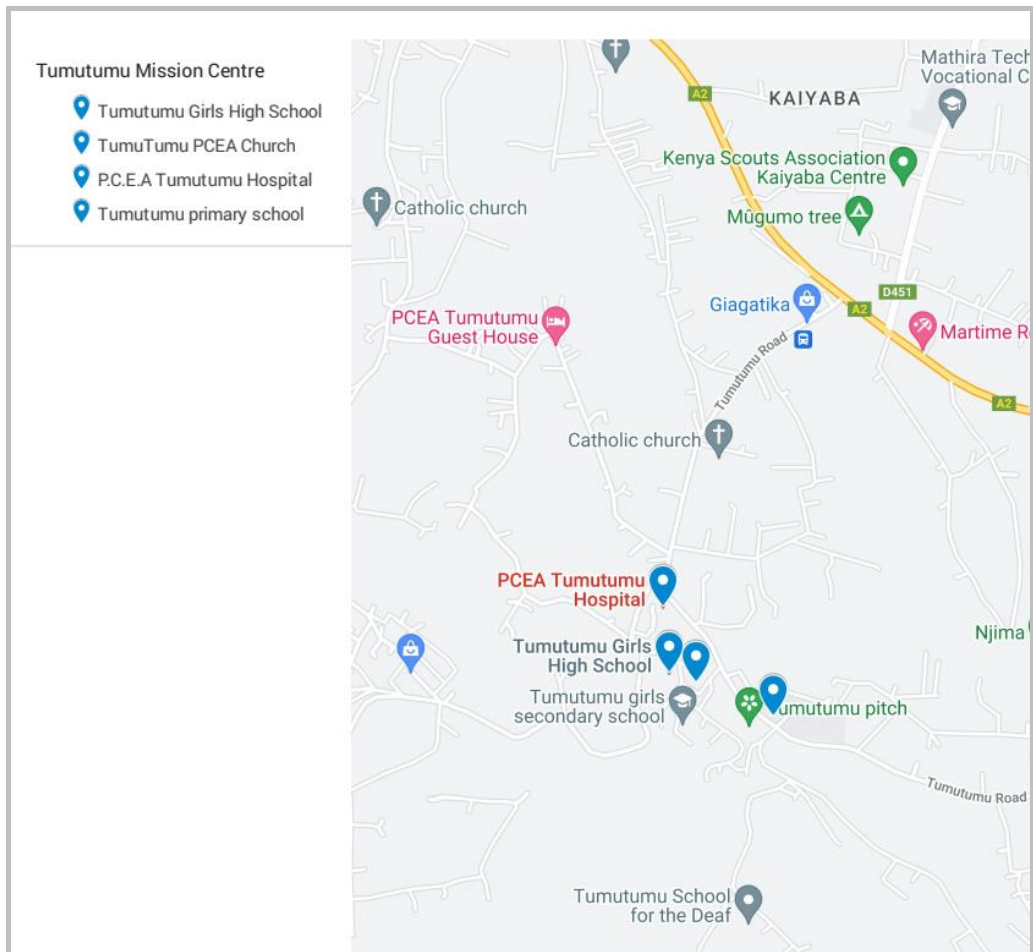 Tumutumu Mission Centre
Tumutumu Girls High School
TumuTumu PCEA Church
P.C.E.A Tumutumu Hospital
Tumutumu primary school
Mathira Tech
Vocational C
A2
KAIYABA
Kenya Scouts Association
Kaiyaba Centre
Mûgumo tree
Catholic church
D451
Giagatika
A2
PCEA Tumutumu
Guest House
Martime R
Tumutumu Road
A2
Catholic church
PCEA Tumutumu
Hospital
Njima
Tumutumu Girls
High School
Tumutumu girls
secondary school
umutumu pitch
Tumutumu Road
Tumutumu School
for the Deaf